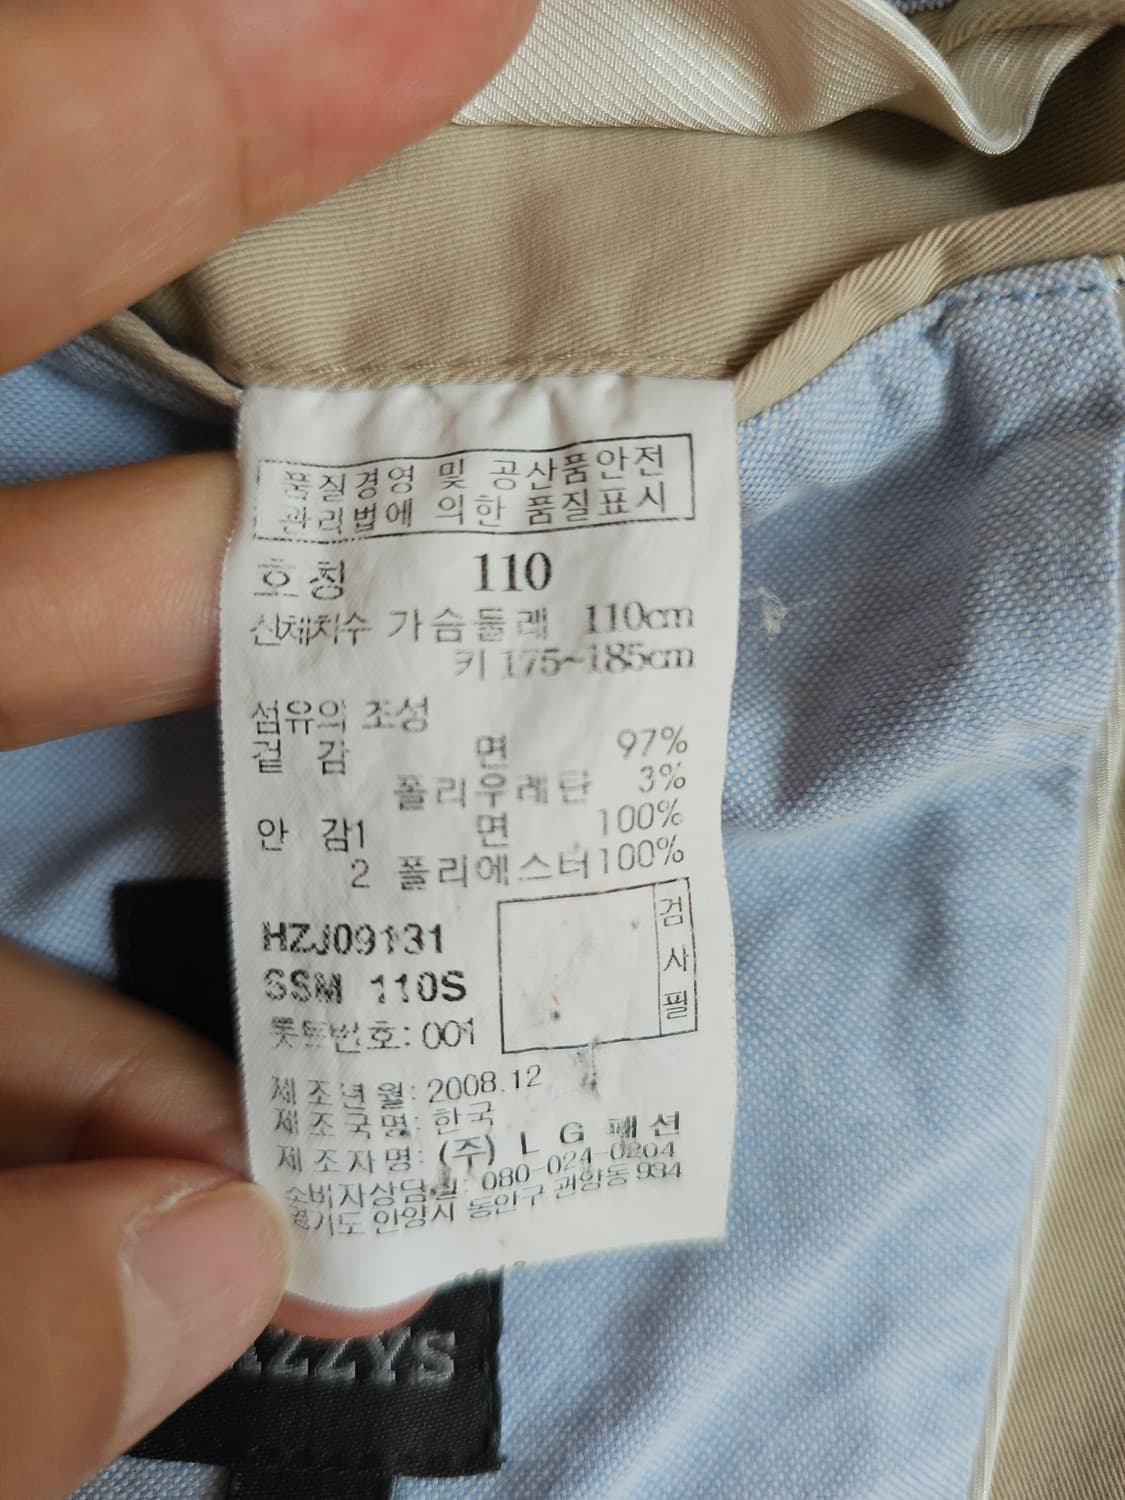 품질경영 및 공산품안전
관리법에 의한 품질표시
호칭 110
신체치수 가슴둘레 110cm
키 175~185cm
섬유의 조성
겉 감 면 97%
폴리우레탄 3%
안 감1 면 100%
2 폴리에스터100%
HZJ09131
SSM 110S
롯트번호: 001
검사필
제조년월: 2008.12
제조국명: 한국
제조자명: (주) L G 패션
소비자상담실: 080-024-0204
경기도 안양시 동안구 관양동 934